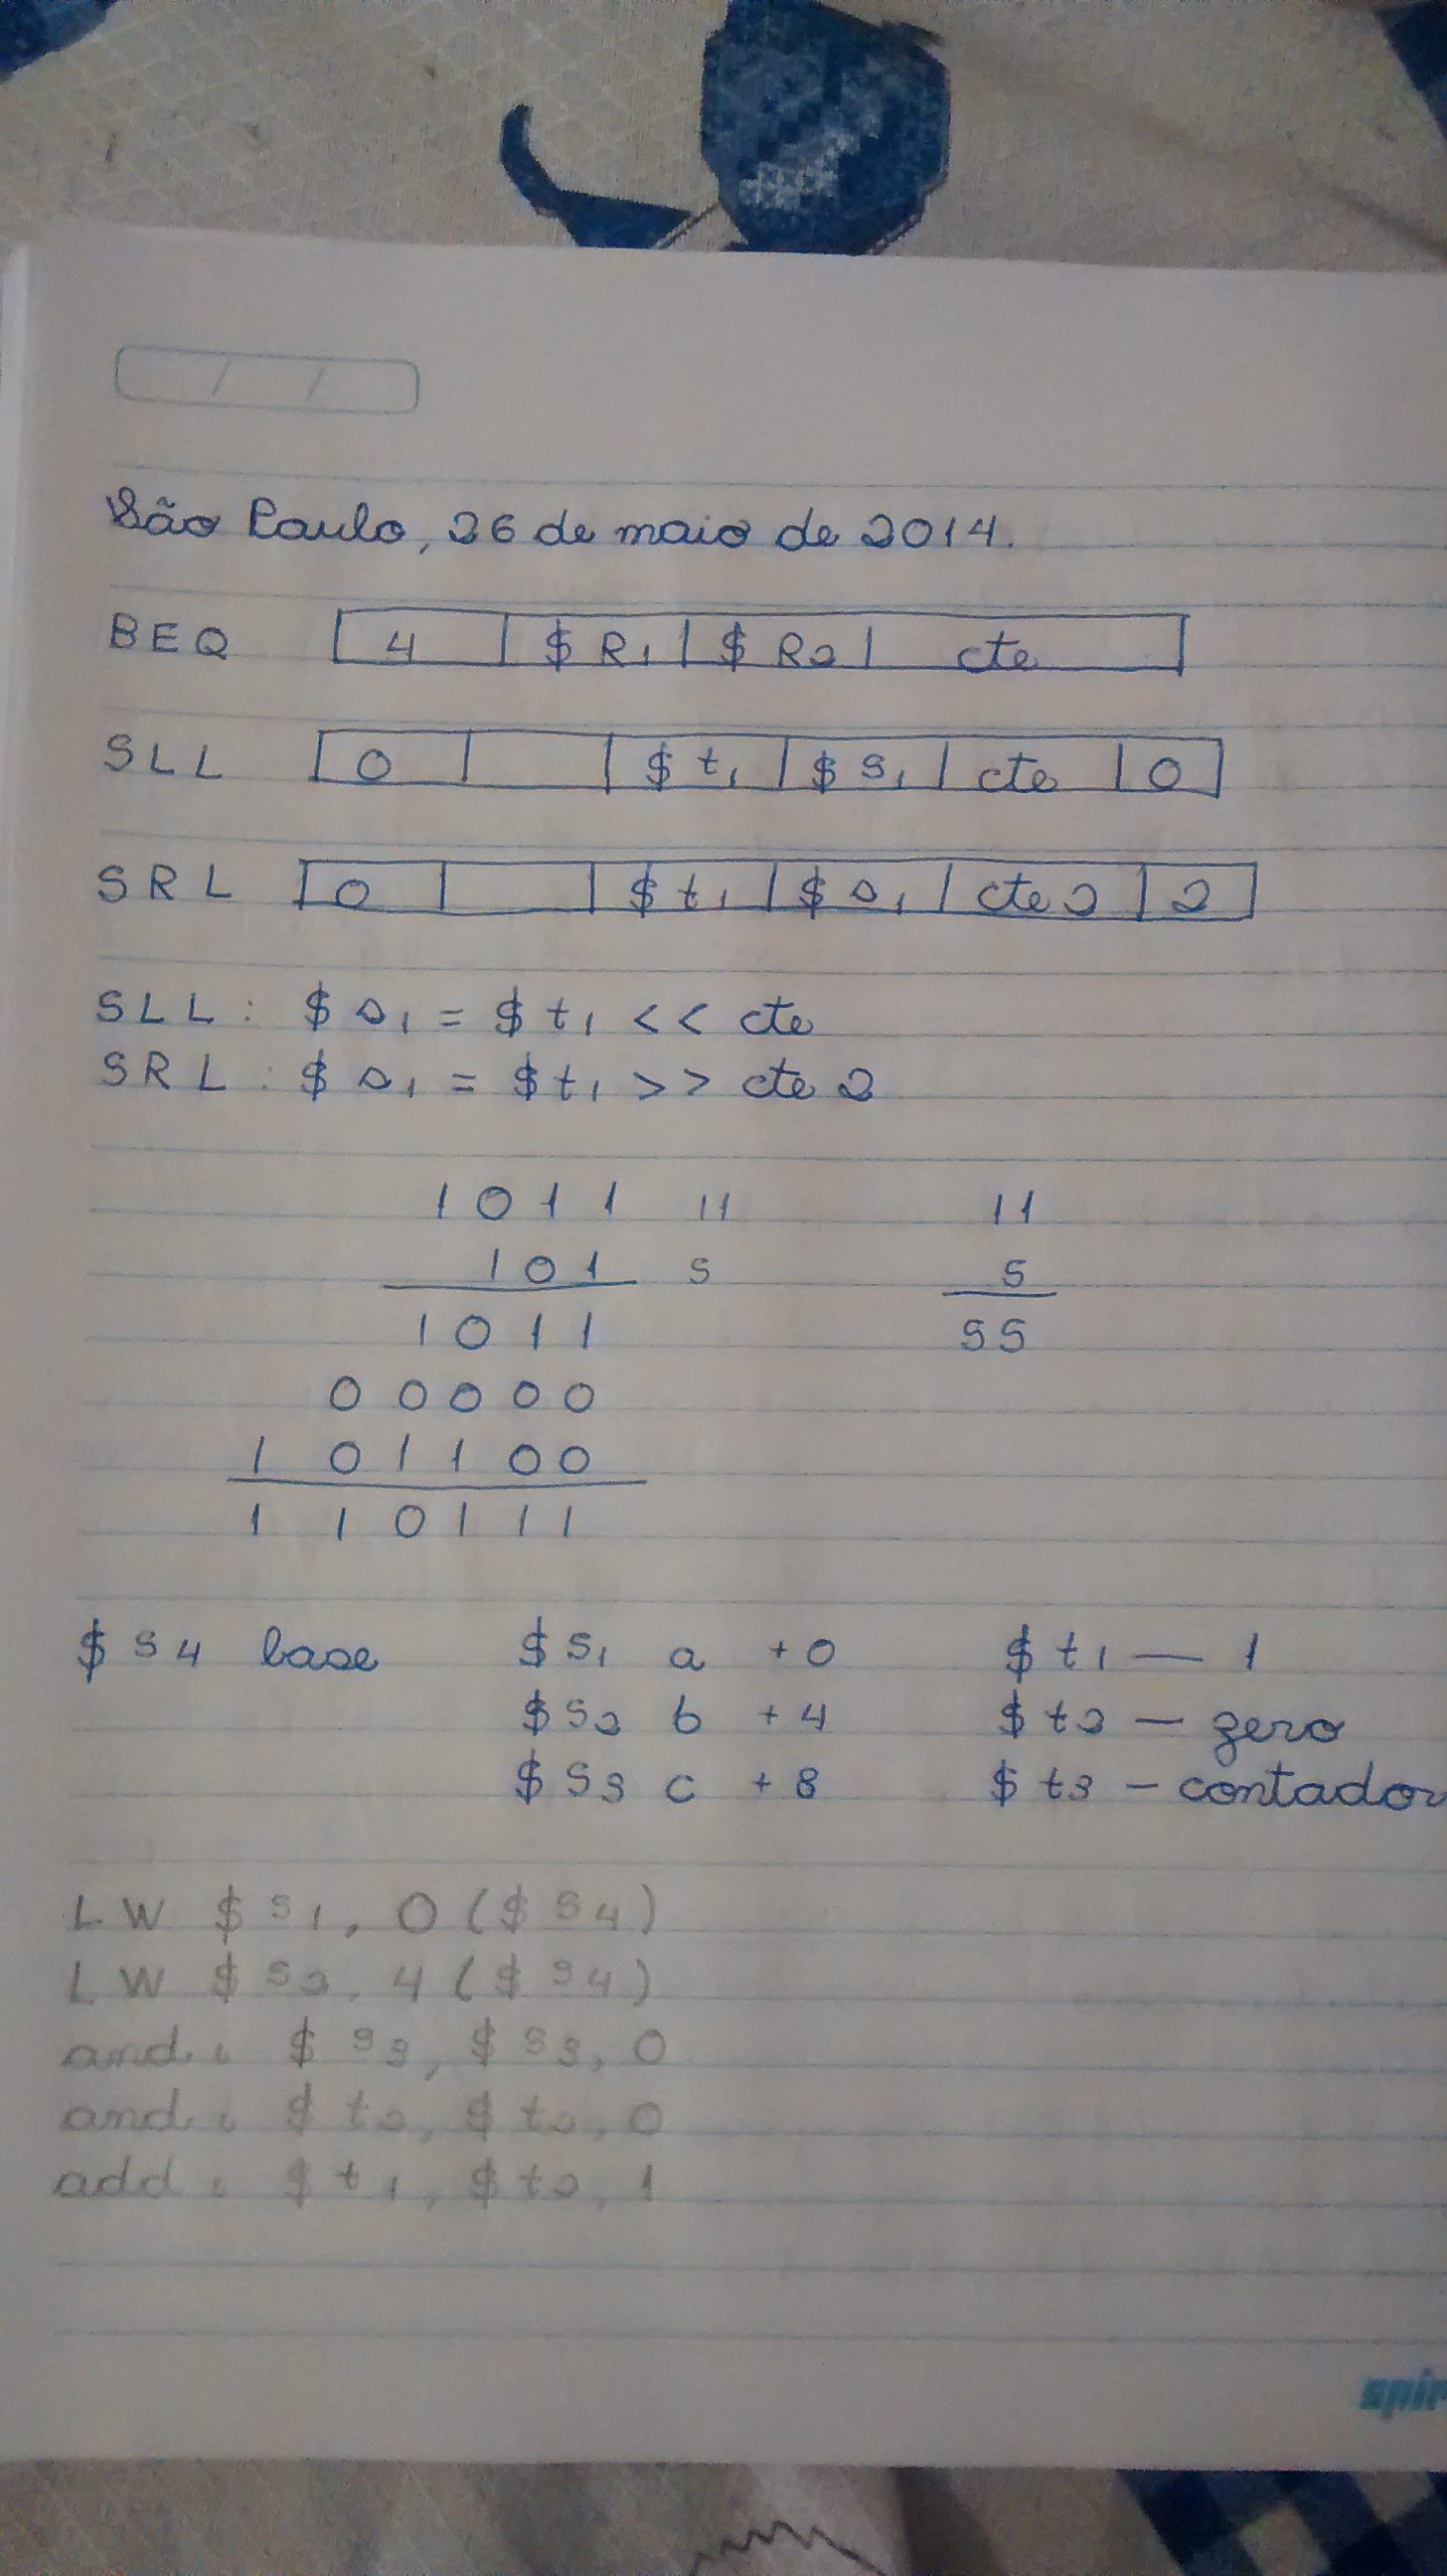 São Paulo, 26 de maio de 2014.
BEQ 4 $R1 $R2 cte
SLL 0 $t1 $s1 cte 0
SRL 0 $t1 $s1 cte2 2
SLL: $s1 = $t1 << cte
SRL: $s1 = $t1 >> cte2
1011 11 11
101 5 5
1011 55
00000
101100
110111
$s4 base $s1 a +0 $t1 — 1
$s2 b +4 $t2 — zero
$s3 c +8 $t3 - contador
LW $s1, 0($s4)
LW $s2, 4($s4)
andi $s3, $s3, 0
andi $t2, $t2, 0
addi $t1, $t2, 1